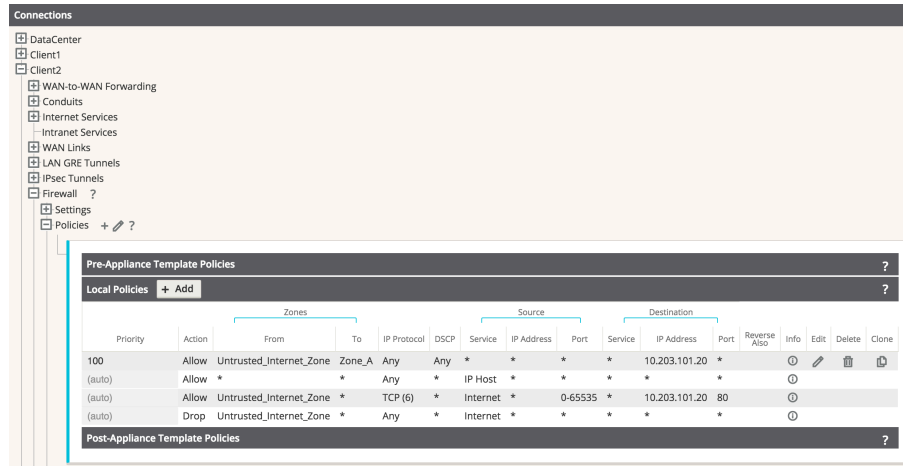 Connections
DataCenter
Client1
Client2
WAN-to-WAN Forwarding
Conduits
Internet Services
Intranet Services
WAN Links
LAN GRE Tunnels
IPsec Tunnels
Firewall ?
Settings
Policies + ?
Pre-Appliance Template Policies ?
Local Policies + Add ?
Zones Source Destination
Priority Action From To IP Protocol DSCP Service IP Address Port Service IP Address Port Reverse Also Info Edit Delete Clone
100 Allow Untrusted_Internet_Zone Zone_A Any Any * * * * 10.203.101.20 *
(auto) Allow * * Any * IP Host * * * * *
(auto) Allow Untrusted_Internet_Zone * TCP (6) * Internet * 0-65535 * 10.203.101.20 80
(auto) Drop Untrusted_Internet_Zone * Any * Internet * * * * *
Post-Appliance Template Policies ?